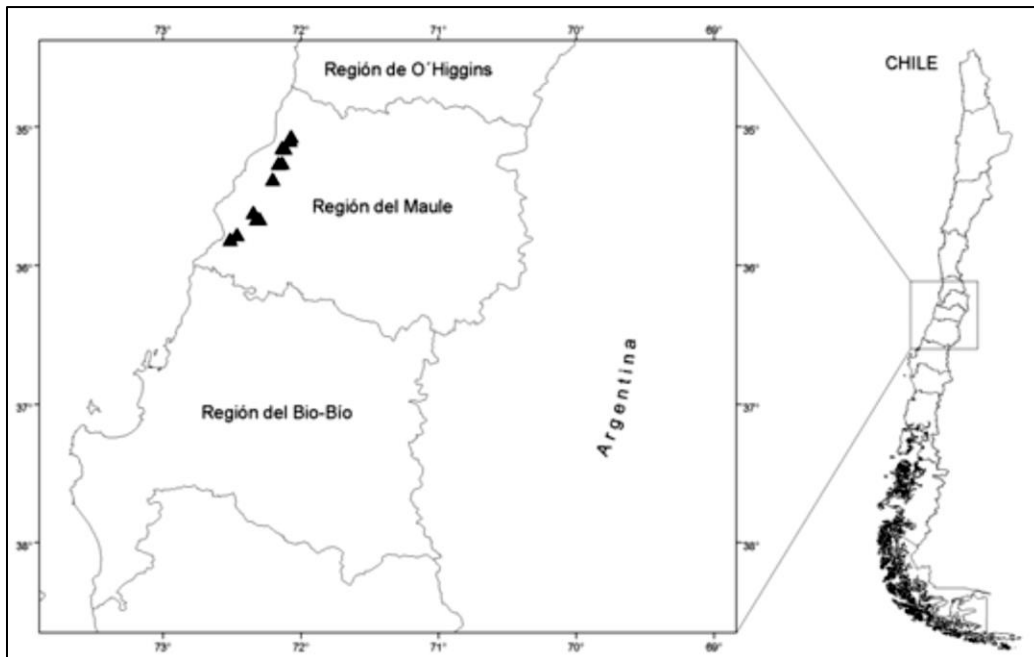 73° 72° 71° 70° 69°
CHILE
Región de O´Higgins
35° 35°
Región del Maule
36° 36°
Argentina
37° 37°
Región del Bio-Bío
38° 38°
73° 72° 71° 70° 69°